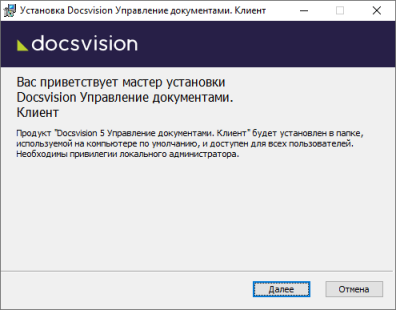 Установка Docsvision Управление документами. Клиент
docsvision
Вас приветствует мастер установки
Docsvision Управление документами.
Клиент
Продукт "Docsvision 5 Управление документами. Клиент" будет установлен в папке,
используемой на компьютере по умолчанию, и доступен для всех пользователей.
Необходимы привилегии локального администратора.
Далее
Отмена